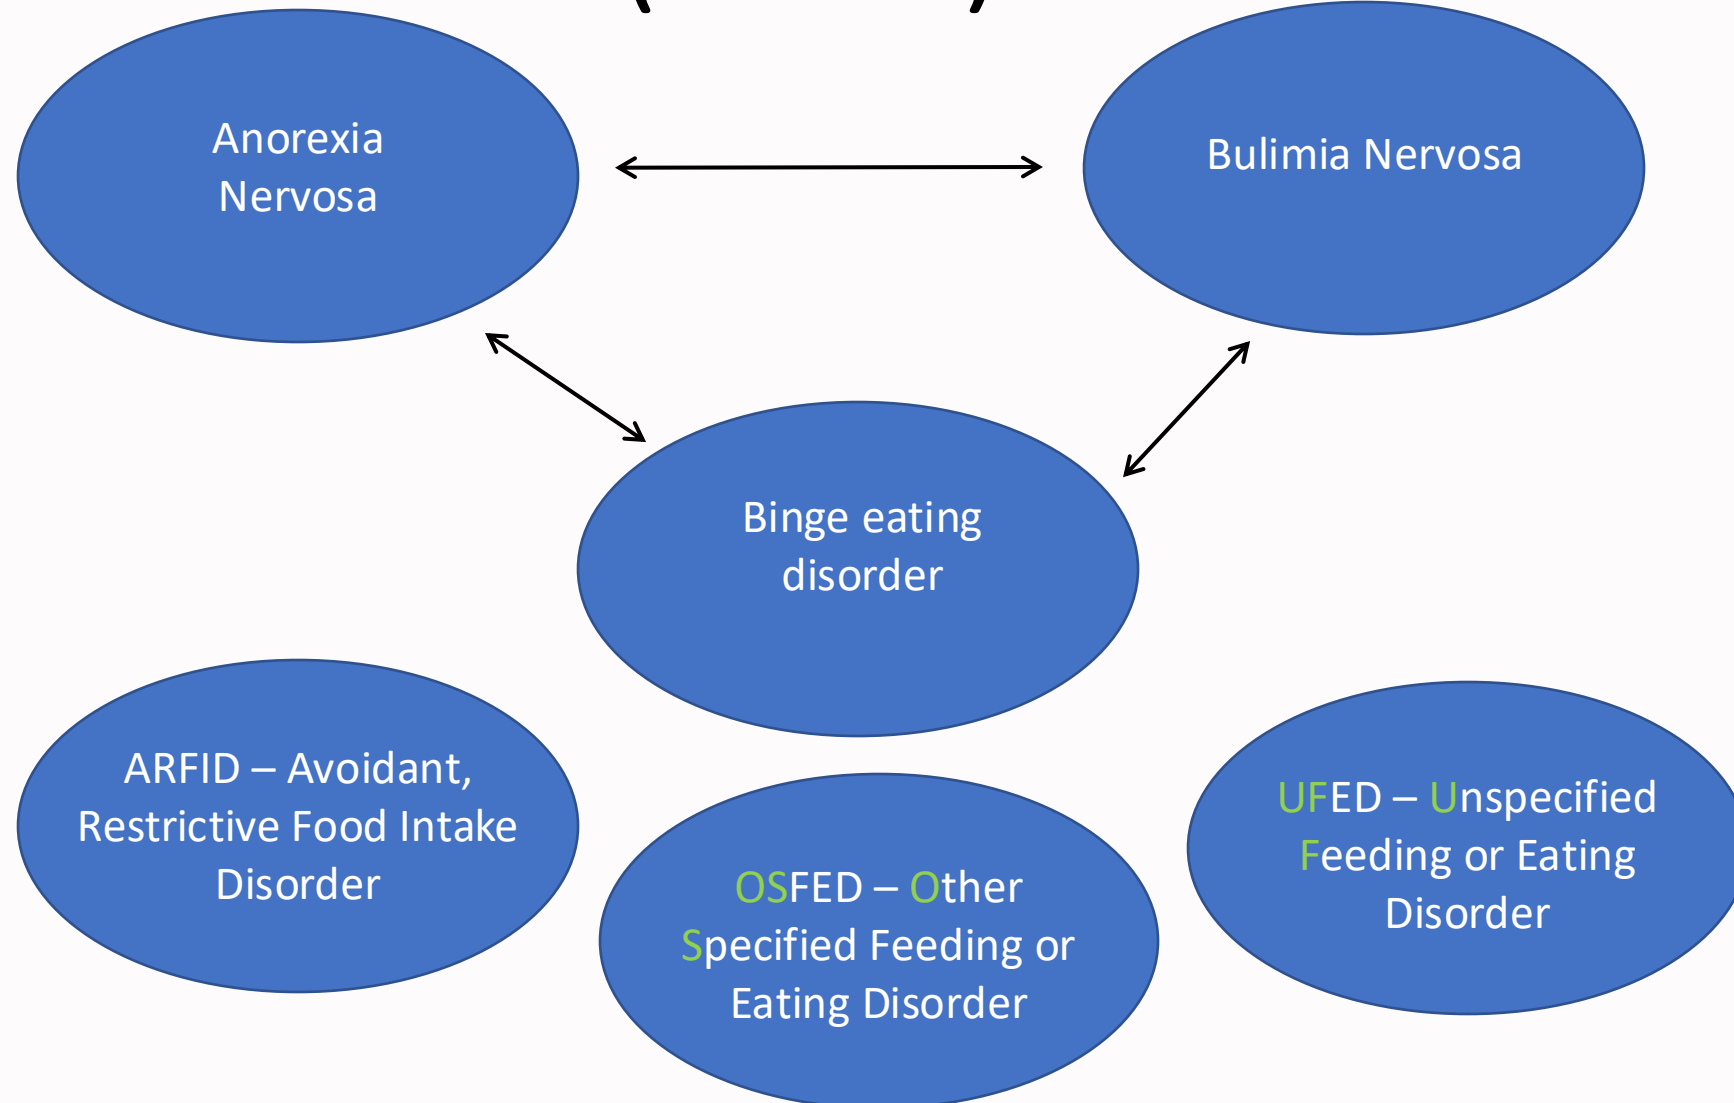 Anorexia
Nervosa
Bulimia Nervosa
Binge eating
disorder
ARFID – Avoidant,
Restrictive Food Intake
Disorder
OSFED – Other
Specified Feeding or
Eating Disorder
UFED – Unspecified
Feeding or Eating
Disorder